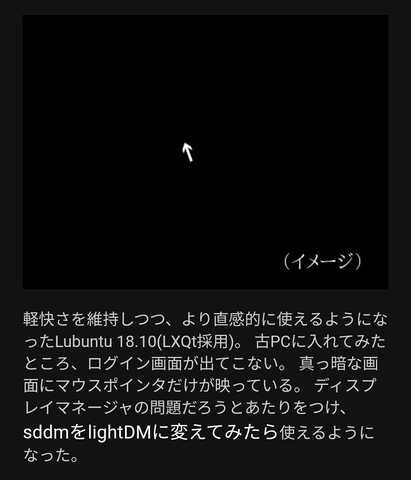 （イメージ）
軽快さを維持しつつ、より直感的に使えるようにな
ったLubuntu 18.10(LXQt採用)。 古PCに入れてみた
ところ、ログイン画面が出てこない。 真っ暗な画
面にマウスポインタだけが映っている。 ディスプ
レイマネージャの問題だろうとあたりをつけ、
sddmをlightDMに変えてみたら使えるように
なった。